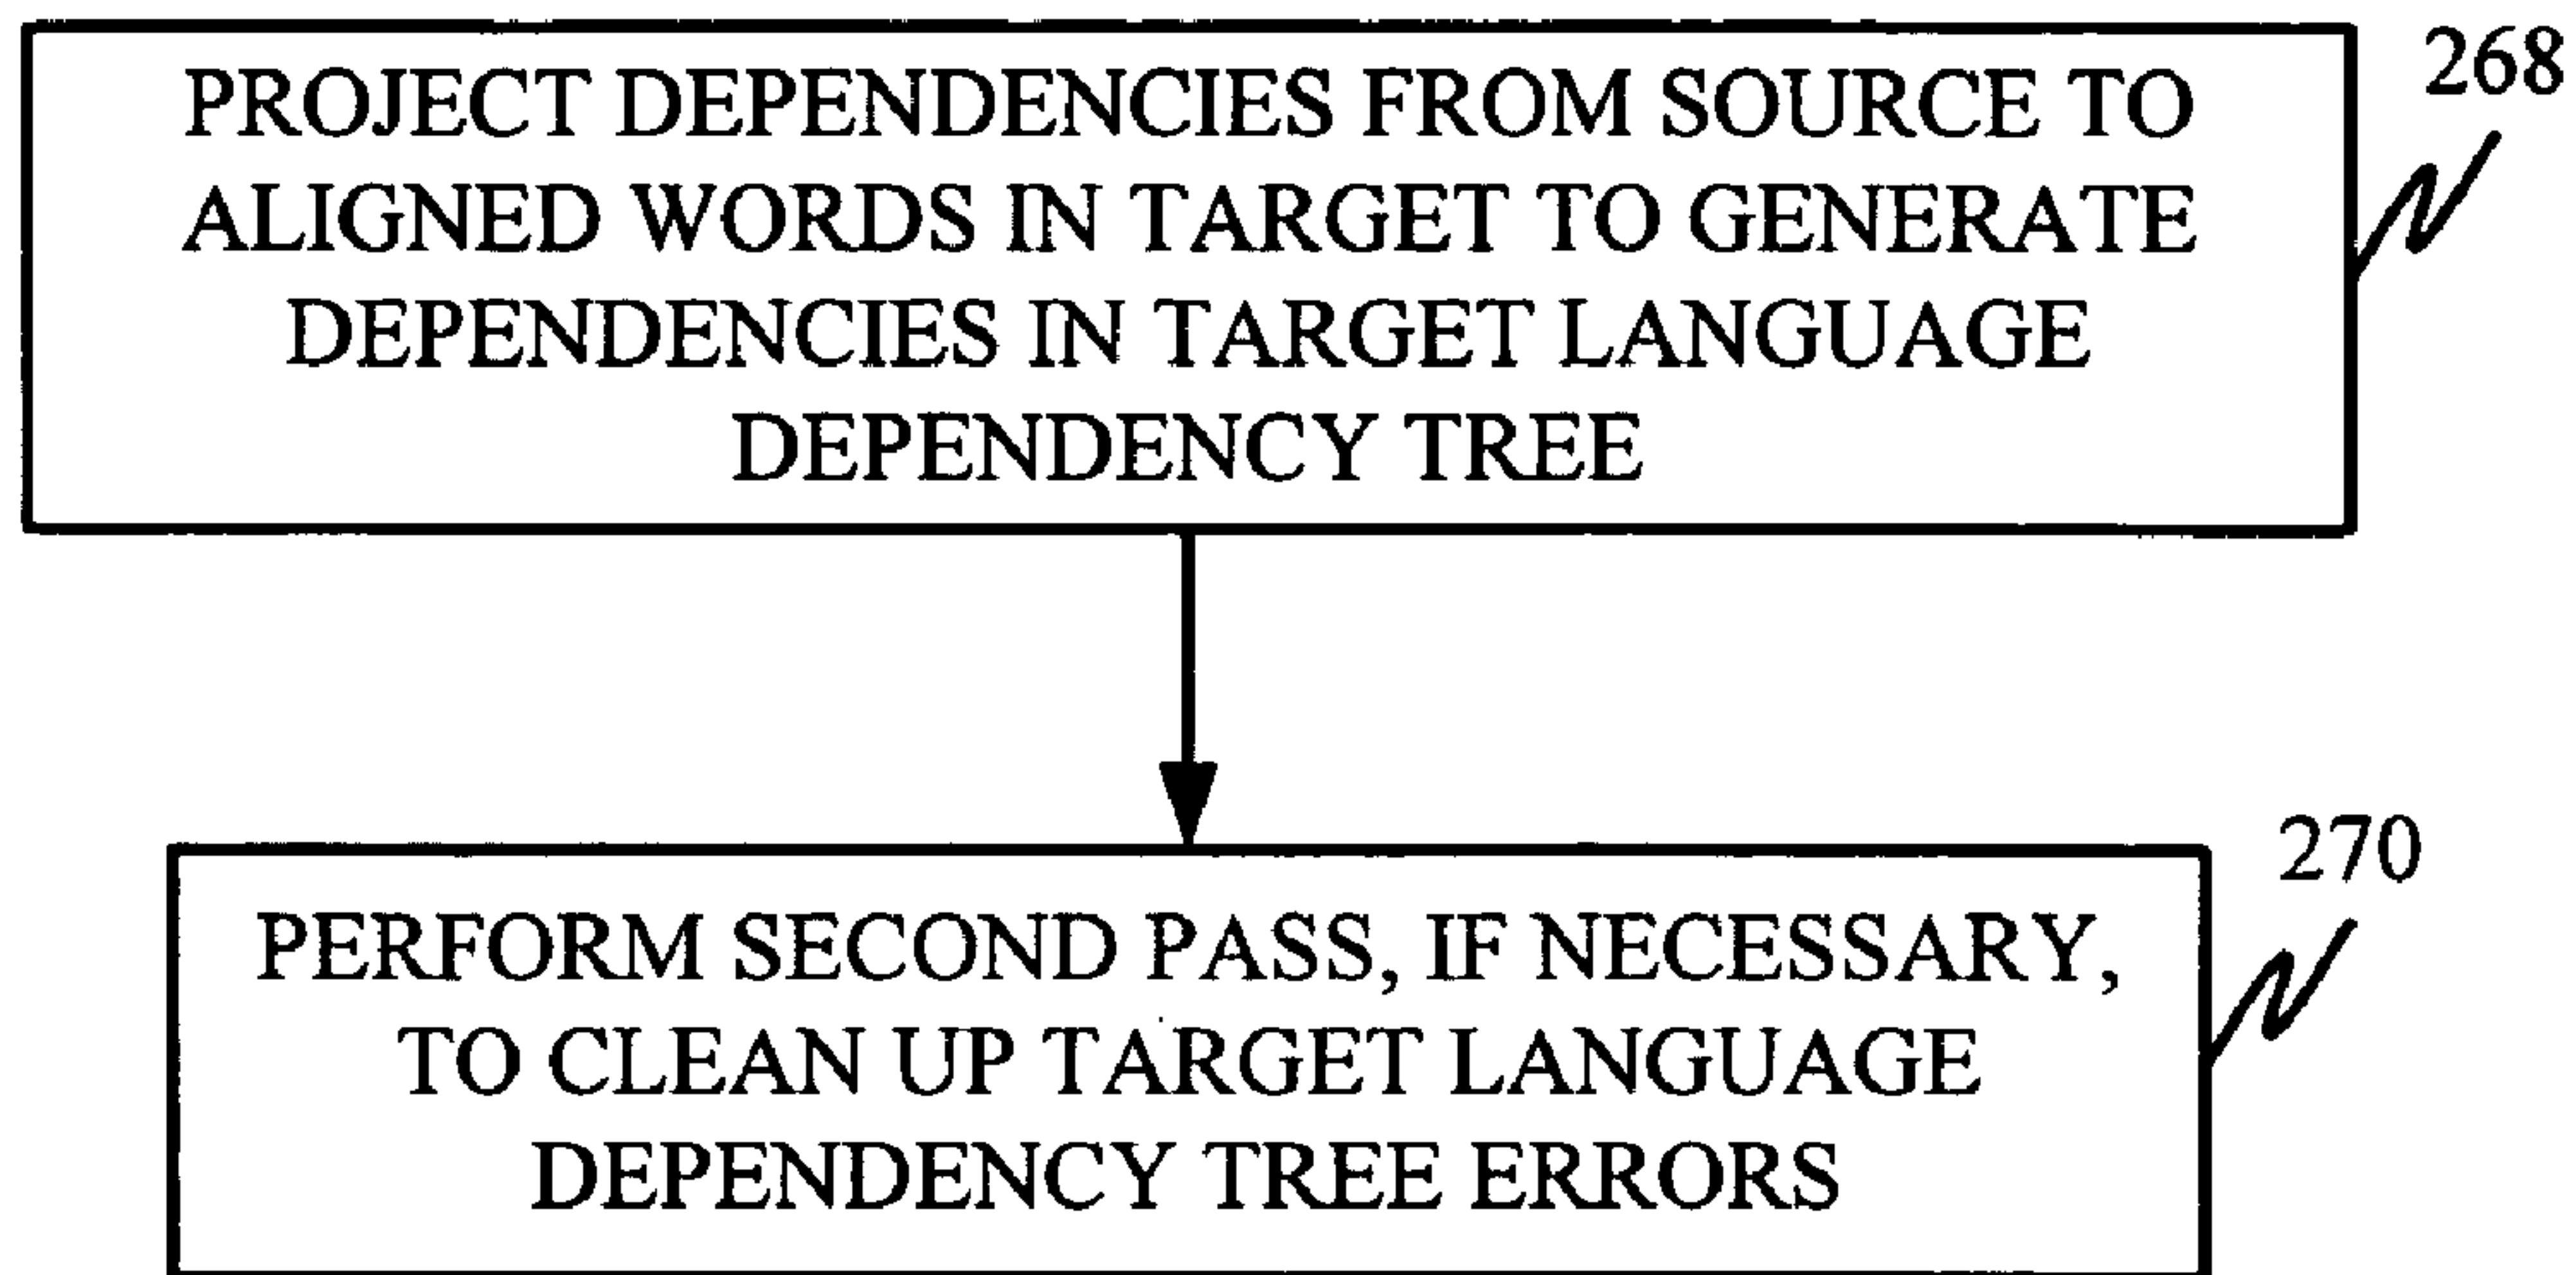 268
PROJECT DEPENDENCIES FROM SOURCE TO
ALIGNED WORDS IN TARGET TO GENERATE
DEPENDENCIES IN TARGET LANGUAGE
DEPENDENCY TREE
270
PERFORM SECOND PASS, IF NECESSARY,
TO CLEAN UP TARGET LANGUAGE
DEPENDENCY TREE ERRORS